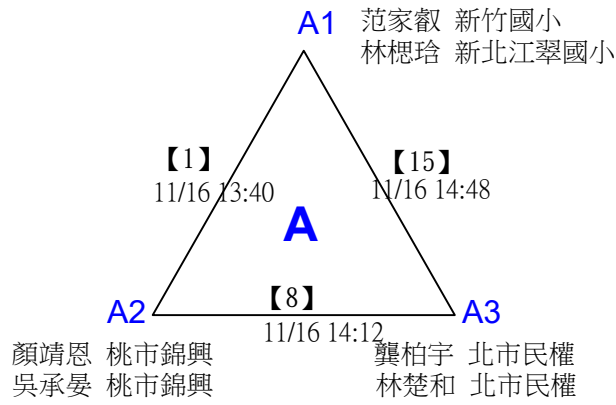 A1
范家叡 新竹國小
林楒琀 新北江翠國小
【1】
11/16 13:40
【15】
11/16 14:48
A
【8】
11/16 14:12
A2
顏靖恩 桃市錦興
吳承晏 桃市錦興
A3
龔柏宇 北市民權
林楚和 北市民權